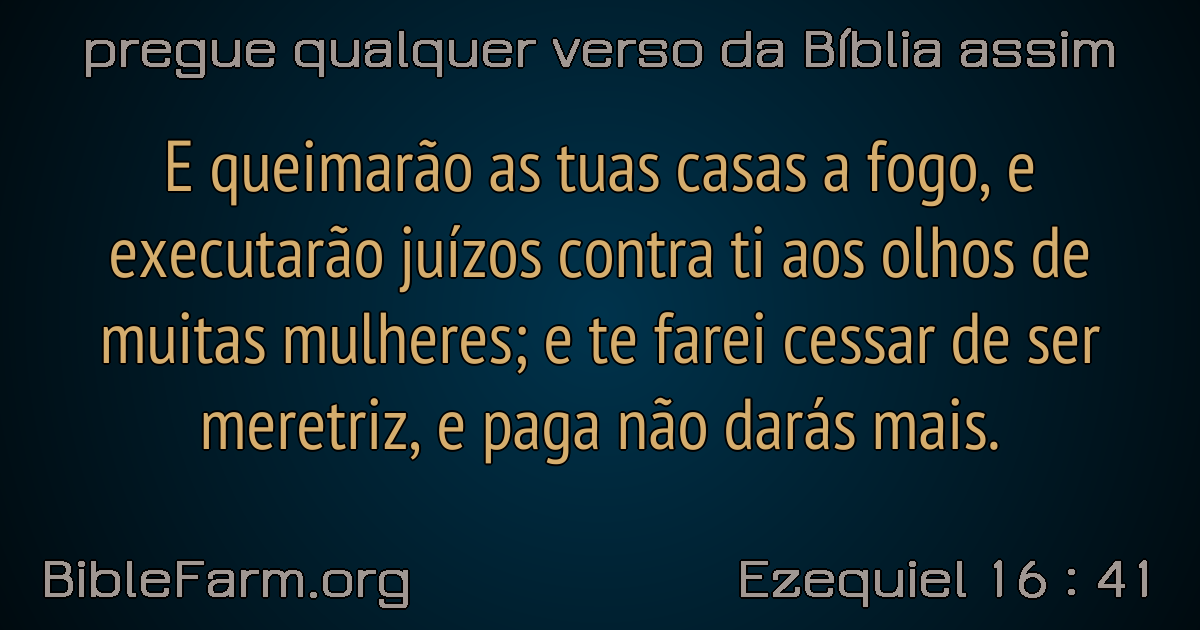 pregue qualquer verso da Bíblia assim
E queimarão as tuas casas a fogo, e
executarão juízos contra ti aos olhos de
muitas mulheres; e te farei cessar de ser
meretriz, e paga não darás mais.
BibleFarm.org
Ezequiel 16 : 41